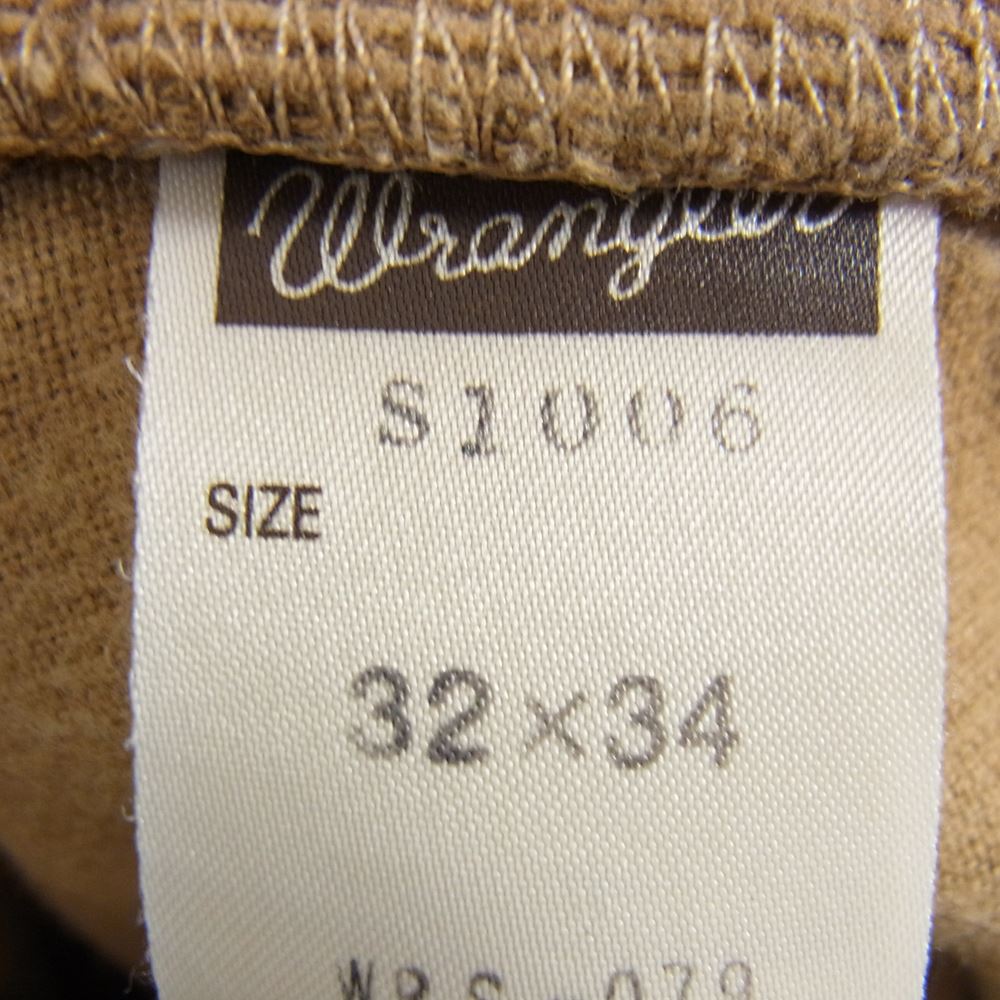 Wrangler
S1006
SIZE
32×34